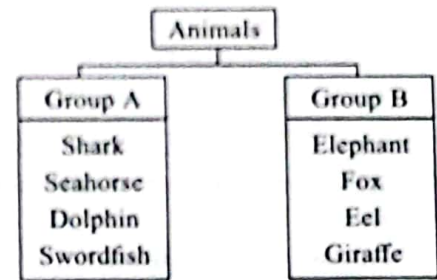 Animals
Group A
Shark
Seahorse
Dolphin
Swordfish
Group B
Elephant
Fox
Eel
Giraffe